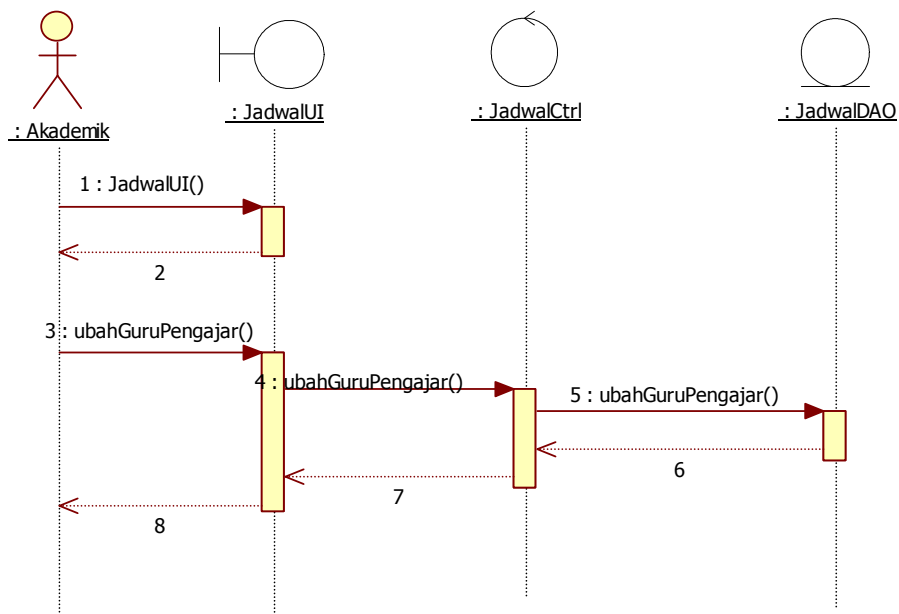 : JadwalUI
: JadwalCtrl
: JadwalDAO
: Akademik
1 : JadwalUI()
2
3 : ubahGuruPengajar()
4 : ubahGuruPengajar()
5 : ubahGuruPengajar()
6
7
8